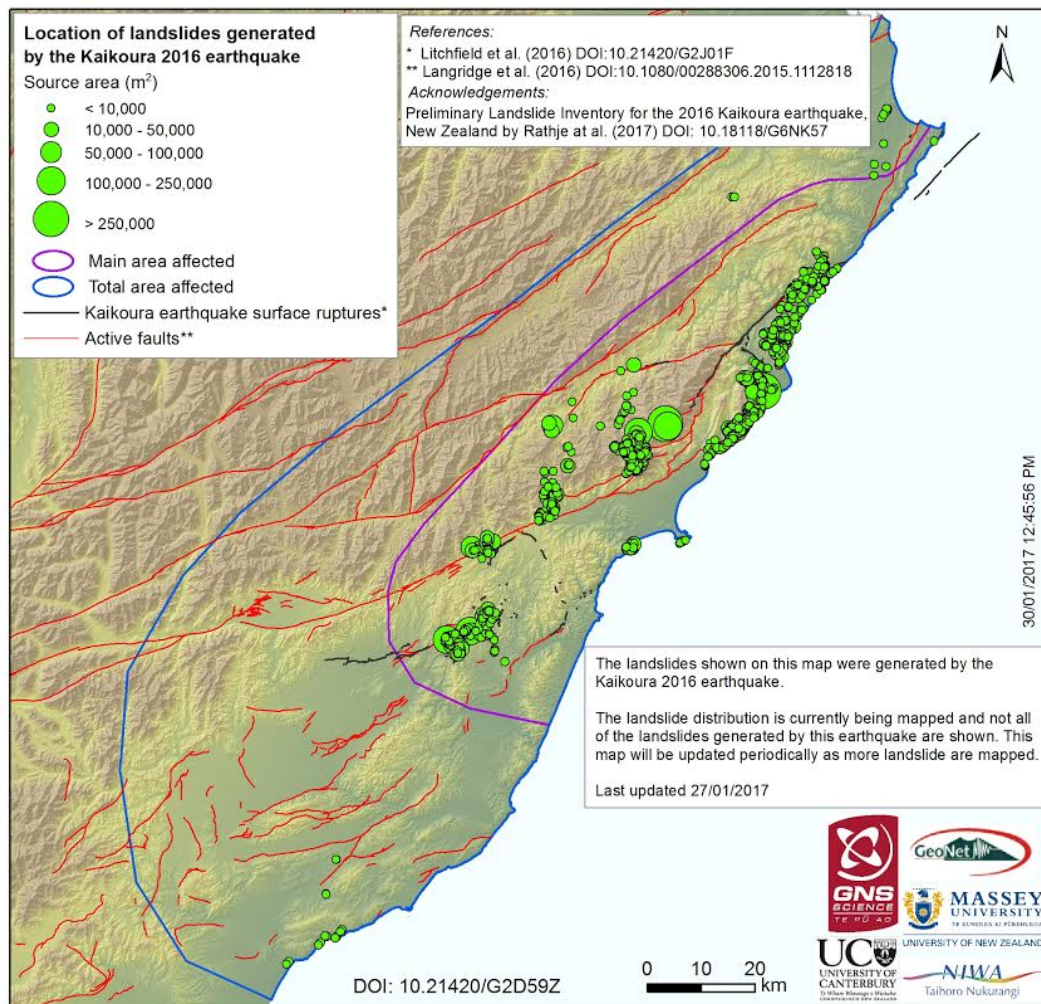 Location of landslides generated
by the Kaikoura 2016 earthquake
Source area (m²)
< 10,000
10,000 - 50,000
50,000 - 100,000
100,000 - 250,000
> 250,000
Main area affected
Total area affected
Kaikoura earthquake surface ruptures*
Active faults**
References:
* Litchfield et al. (2016) DOI:10.21420/G2J01F
** Langridge et al. (2016) DOI:10.1080/00288306.2015.1112818
Acknowledgements:
Preliminary Landslide Inventory for the 2016 Kaikoura earthquake,
New Zealand by Rathje at al. (2017) DOI: 10.18118/G6NK57
N
30/01/2017 12:45:56 PM
The landslides shown on this map were generated by the
Kaikoura 2016 earthquake.
The landslide distribution is currently being mapped and not all
of the landslides generated by this earthquake are shown. This
map will be updated periodically as more landslide are mapped.
Last updated 27/01/2017
GNS
SCIENCE
TE PŪ AO
GeoNet
MASSEY
UNIVERSITY
TE KUNENGA KI PŪREHUROA
UNIVERSITY OF NEW ZEALAND
UC
UNIVERSITY OF
CANTERBURY
NIWA
Taihoro Nukurangi
DOI: 10.21420/G2D59Z
0 10 20
km